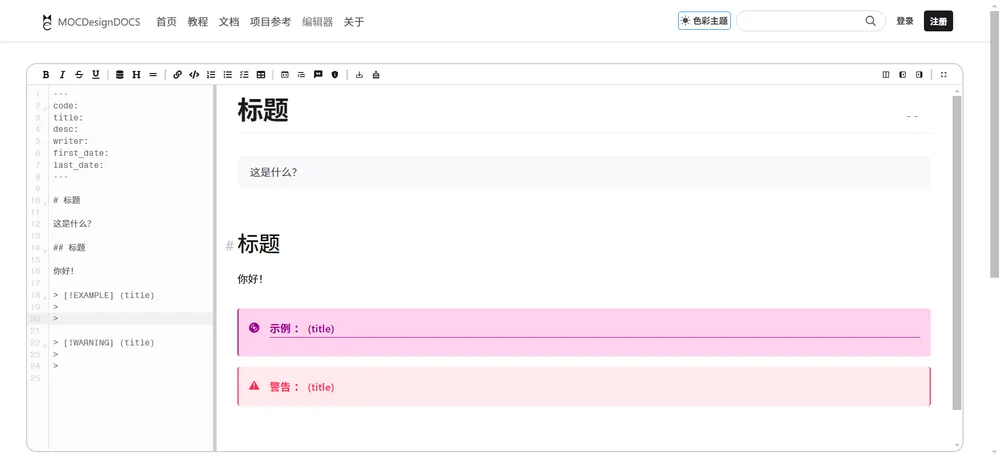 MOCDesignDOCS 首页 教程 文档 项目参考 编辑器 关于 色彩主题 登录 注册
B I S U H
1 ---
2 code:
3 title:
4 desc:
5 writer:
6 first_date:
7 last_date:
8 ---
9
10 # 标题
11
12 这是什么?
13
14 ## 标题
15
16 你好!
17
18 > [!EXAMPLE] (title)
19 >
20 >
21
22 > [!WARNING] (title)
23 >
24 >
25
标题
--
这是什么?
# 标题
你好!
示例： (title)
警告： (title)